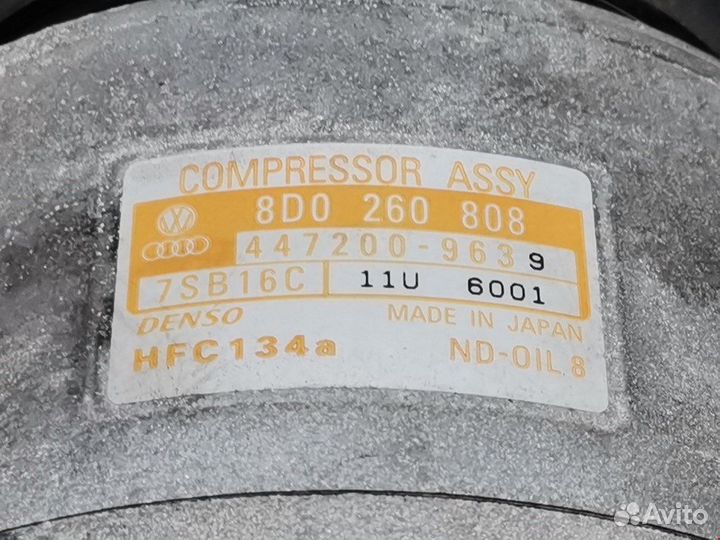 COMPRESSOR ASSY
8D0 260 808
447200-9639
7SB16C 11U 6001
DENSO MADE IN JAPAN
HFC134a ND-OIL 8
Avito